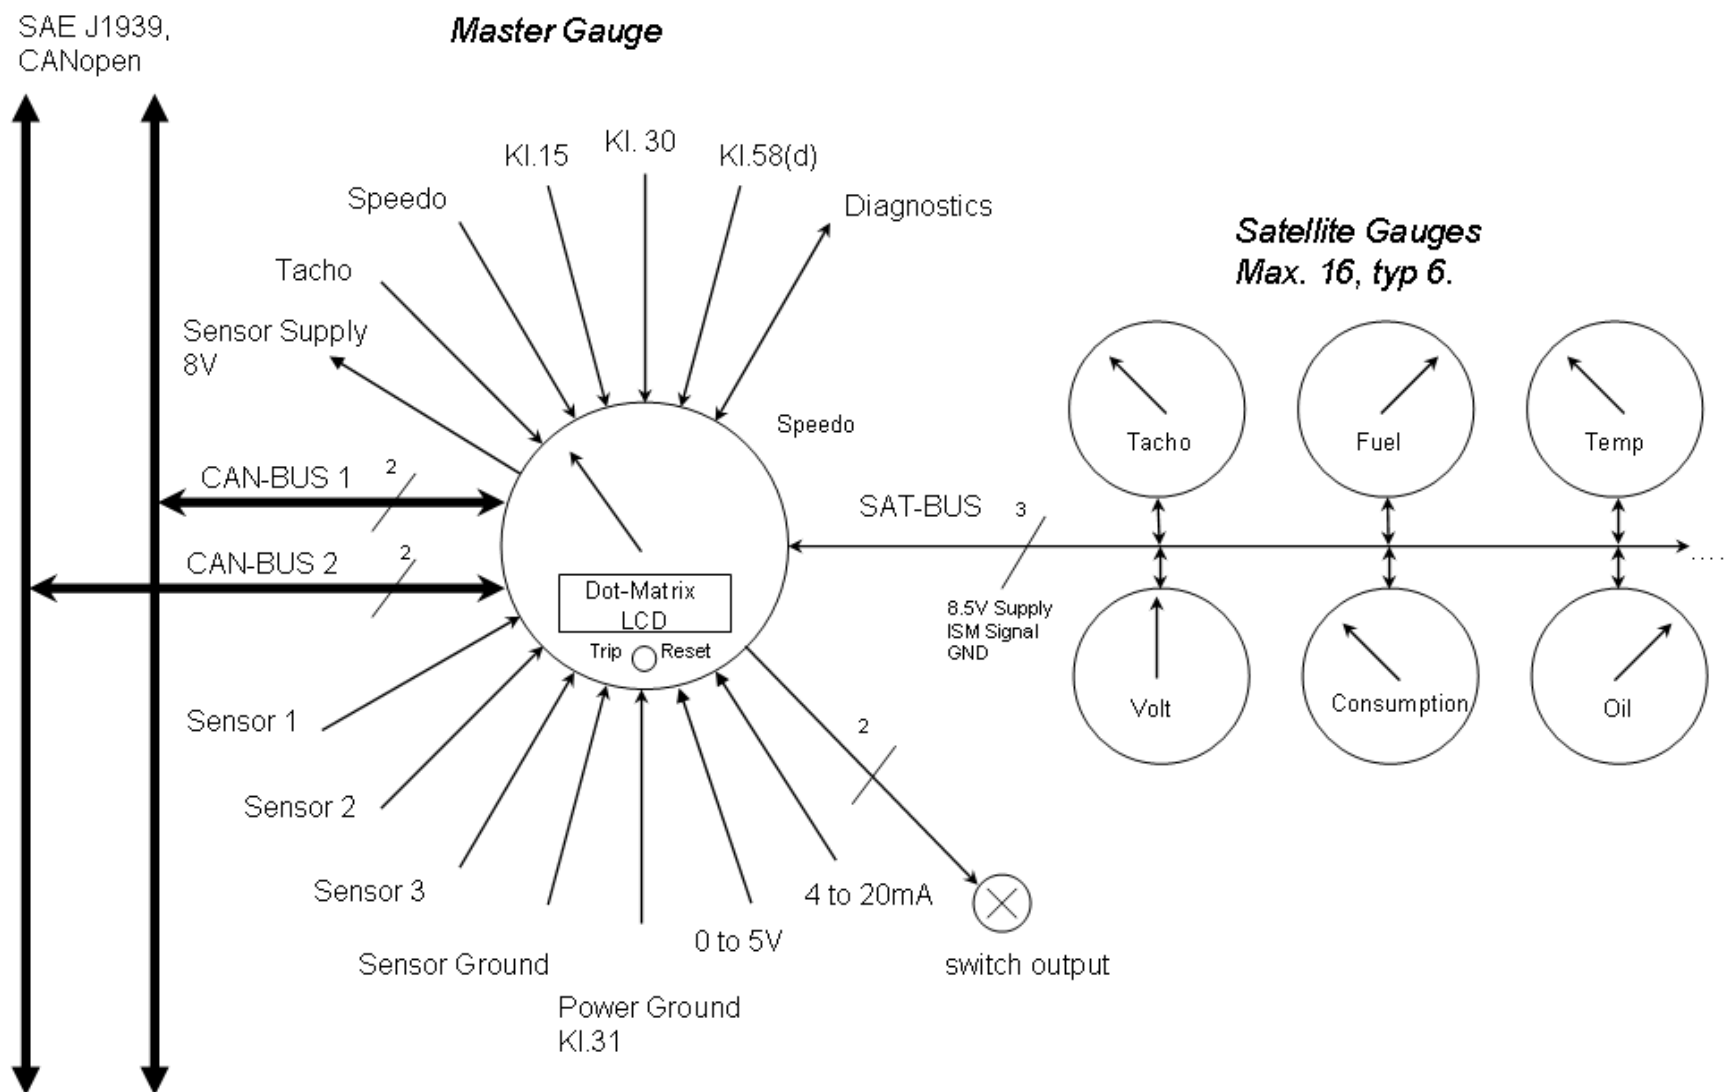 SAE J1939,
CANopen
Master Gauge
Kl.15
Kl. 30
Kl.58(d)
Speedo
Diagnostics
Tacho
Sensor Supply
8V
Satellite Gauges
Max. 16, typ 6.
Speedo
Tacho
Fuel
Temp
CAN-BUS 1
2
SAT-BUS
3
CAN-BUS 2
2
Dot-Matrix
LCD
Trip
Reset
8.5V Supply
ISM Signal
GND
....
Volt
Consumption
Oil
Sensor 1
2
Sensor 2
Sensor 3
4 to 20mA
0 to 5V
Sensor Ground
switch output
Power Ground
Kl.31